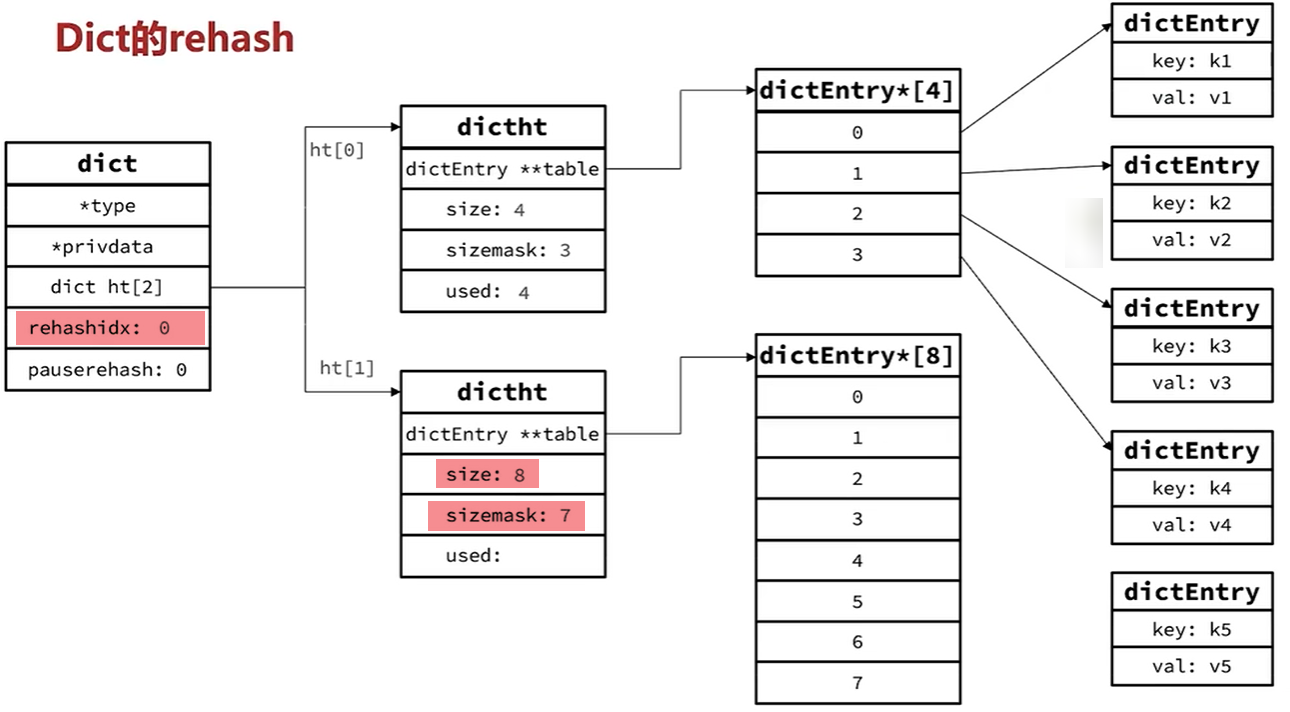 Dict的rehash
dict
*type
*privdata
dict ht[2]
rehashidx: 0
pauserehash: 0
ht[0]
dictht
dictEntry **table
size: 4
sizemask: 3
used: 4
ht[1]
dictht
dictEntry **table
size: 8
sizemask: 7
used:
dictEntry*[4]
0
1
2
3
dictEntry*[8]
0
1
2
3
4
5
6
7
dictEntry
key: k1
val: v1
dictEntry
key: k2
val: v2
dictEntry
key: k3
val: v3
dictEntry
key: k4
val: v4
dictEntry
key: k5
val: v5